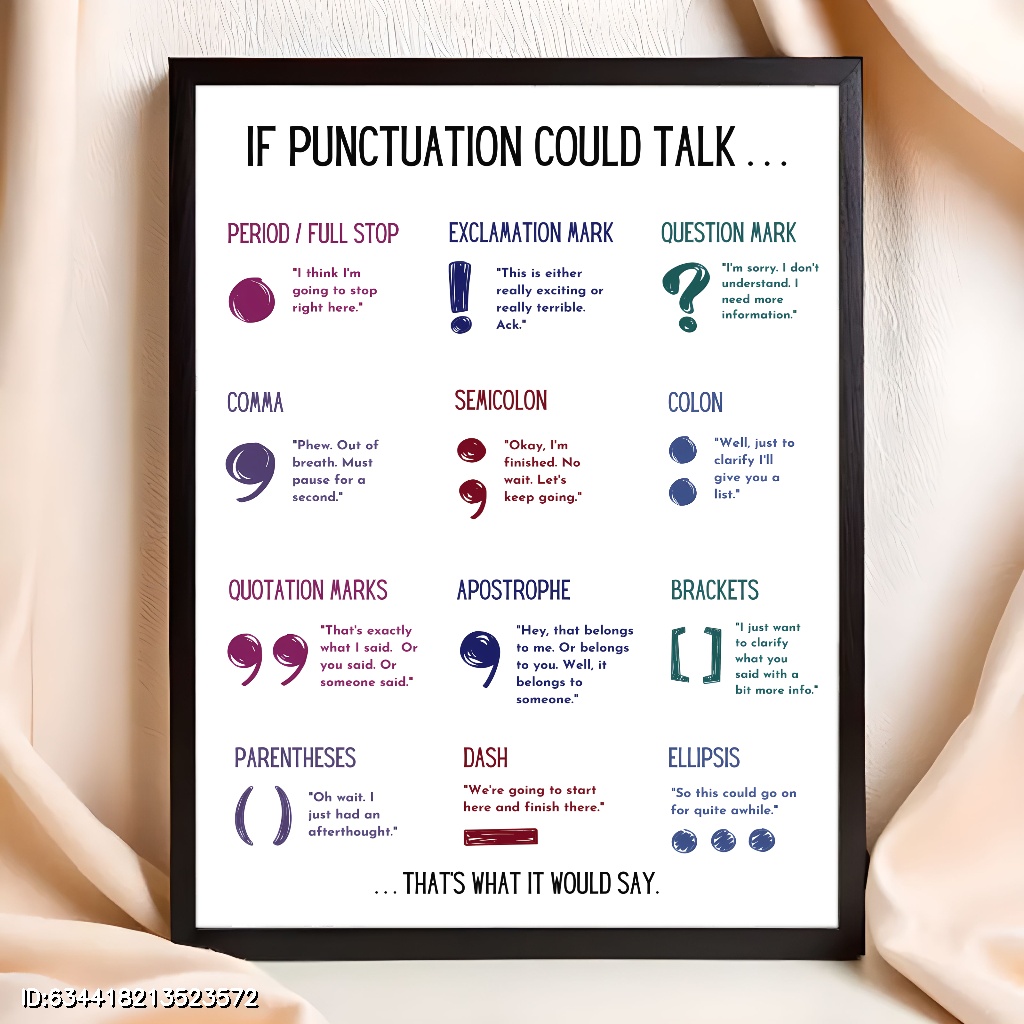 IF PUNCTUATION COULD TALK . . .
PERIOD / FULL STOP
"I think I'm
going to stop
right here."
EXCLAMATION MARK
"This is either
really exciting or
really terrible.
Ack."
QUESTION MARK
"I'm sorry. I don't
understand. I
need more
information."
COMMA
"Phew. Out of
breath. Must
pause for a
second."
SEMICOLON
"Okay, I'm
finished. No
wait. Let's
keep going."
COLON
"Well, just to
clarify I'll
give you a
list."
QUOTATION MARKS
"That's exactly
what I said.  Or
you said. Or
someone said."
APOSTROPHE
"Hey, that belongs
to me. Or belongs
to you. Well, it
belongs to
someone."
BRACKETS
"I just want
to clarify
what you
said with a
bit more info."
PARENTHESES
"Oh wait. I
just had an
afterthought."
DASH
"We're going to start
here and finish there."
ELLIPSIS
"So this could go on
for quite awhile."
. . . THAT'S WHAT IT WOULD SAY.
ID:634418213523572